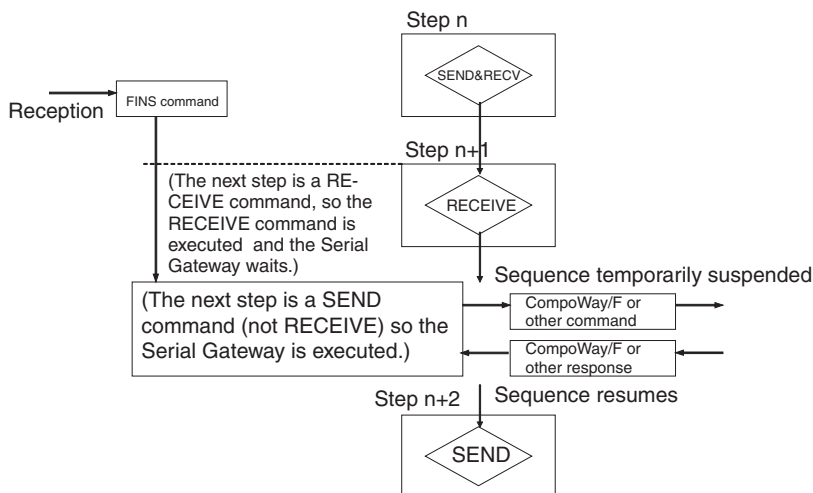 Step n
SEND&RECV
Reception
FINS command
Step n+1
(The next step is a RE-
CEIVE command, so the
RECEIVE command is
executed and the Serial
Gateway waits.)
RECEIVE
Sequence temporarily suspended
(The next step is a SEND
command (not RECEIVE) so the
Serial Gateway is executed.)
CompoWay/F or
other command
CompoWay/F or
other response
Step n+2
Sequence resumes
SEND